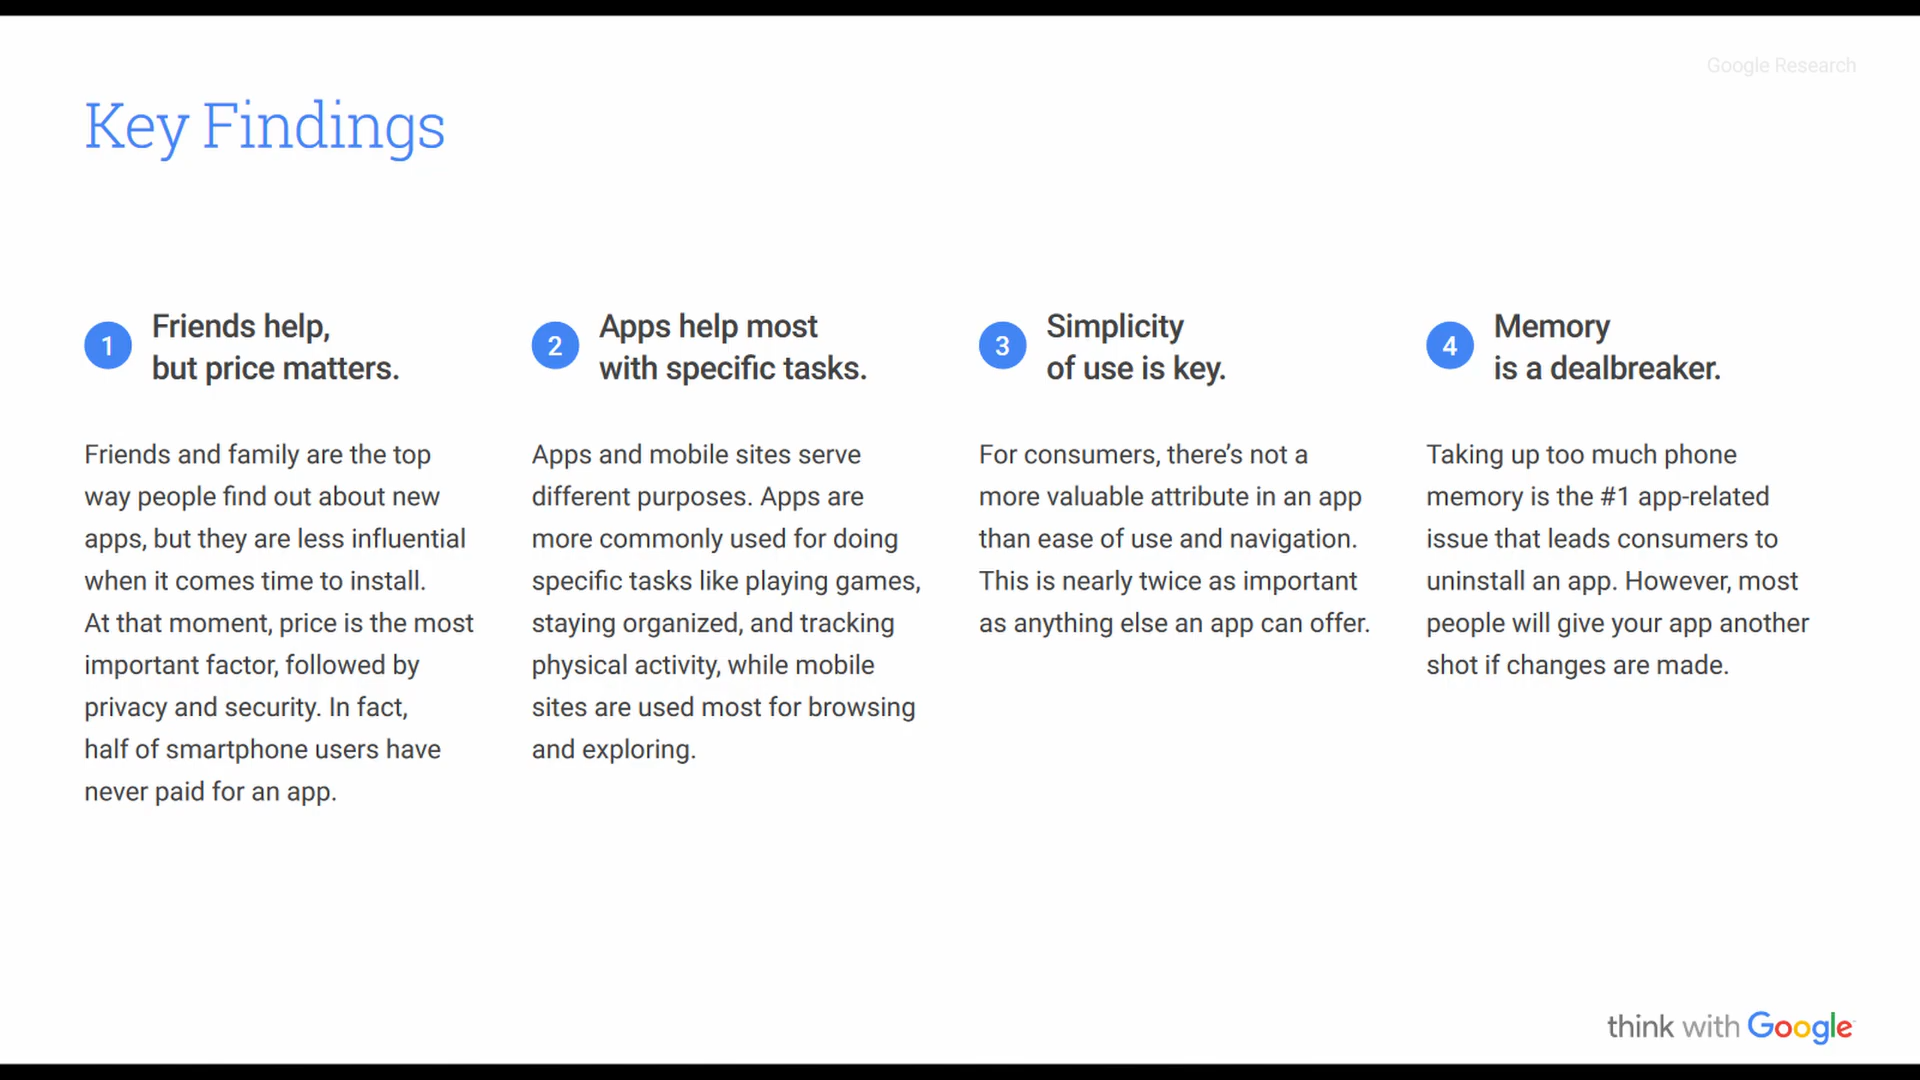 Google Research
Key Findings
1
Friends help,
but price matters.
Friends and family are the top
way people find out about new
apps, but they are less influential
when it comes time to install.
At that moment, price is the most
important factor, followed by
privacy and security. In fact,
half of smartphone users have
never paid for an app.
2
Apps help most
with specific tasks.
Apps and mobile sites serve
different purposes. Apps are
more commonly used for doing
specific tasks like playing games,
staying organized, and tracking
physical activity, while mobile
sites are used most for browsing
and exploring.
3
Simplicity
of use is key.
For consumers, there’s not a
more valuable attribute in an app
than ease of use and navigation.
This is nearly twice as important
as anything else an app can offer.
4
Memory
is a dealbreaker.
Taking up too much phone
memory is the #1 app-related
issue that leads consumers to
uninstall an app. However, most
people will give your app another
shot if changes are made.
think with Google